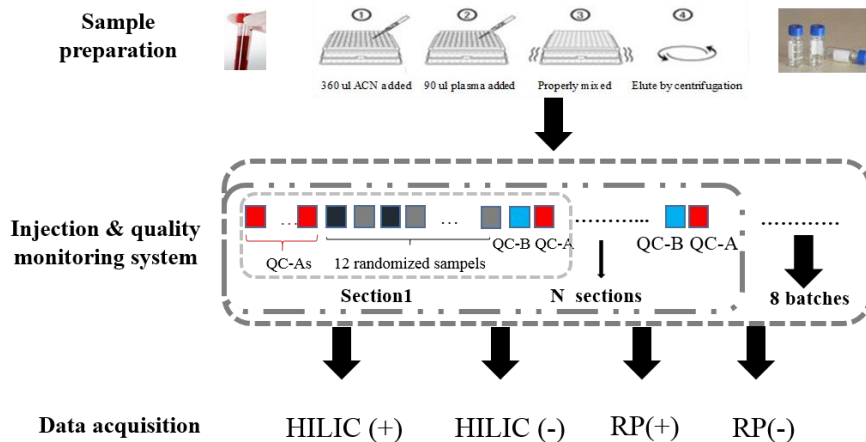 Sample
preparation
① ② ③ ④
360 ul ACN added 90 ul plasma added Properly mixed Elute by centrifugation
Injection & quality
monitoring system
... ... ............ ............
QC-As 12 randomized sampels QC-B QC-A QC-B QC-A
Section1 N sections 8 batches
Data acquisition HILIC (+) HILIC (-) RP(+) RP(-)